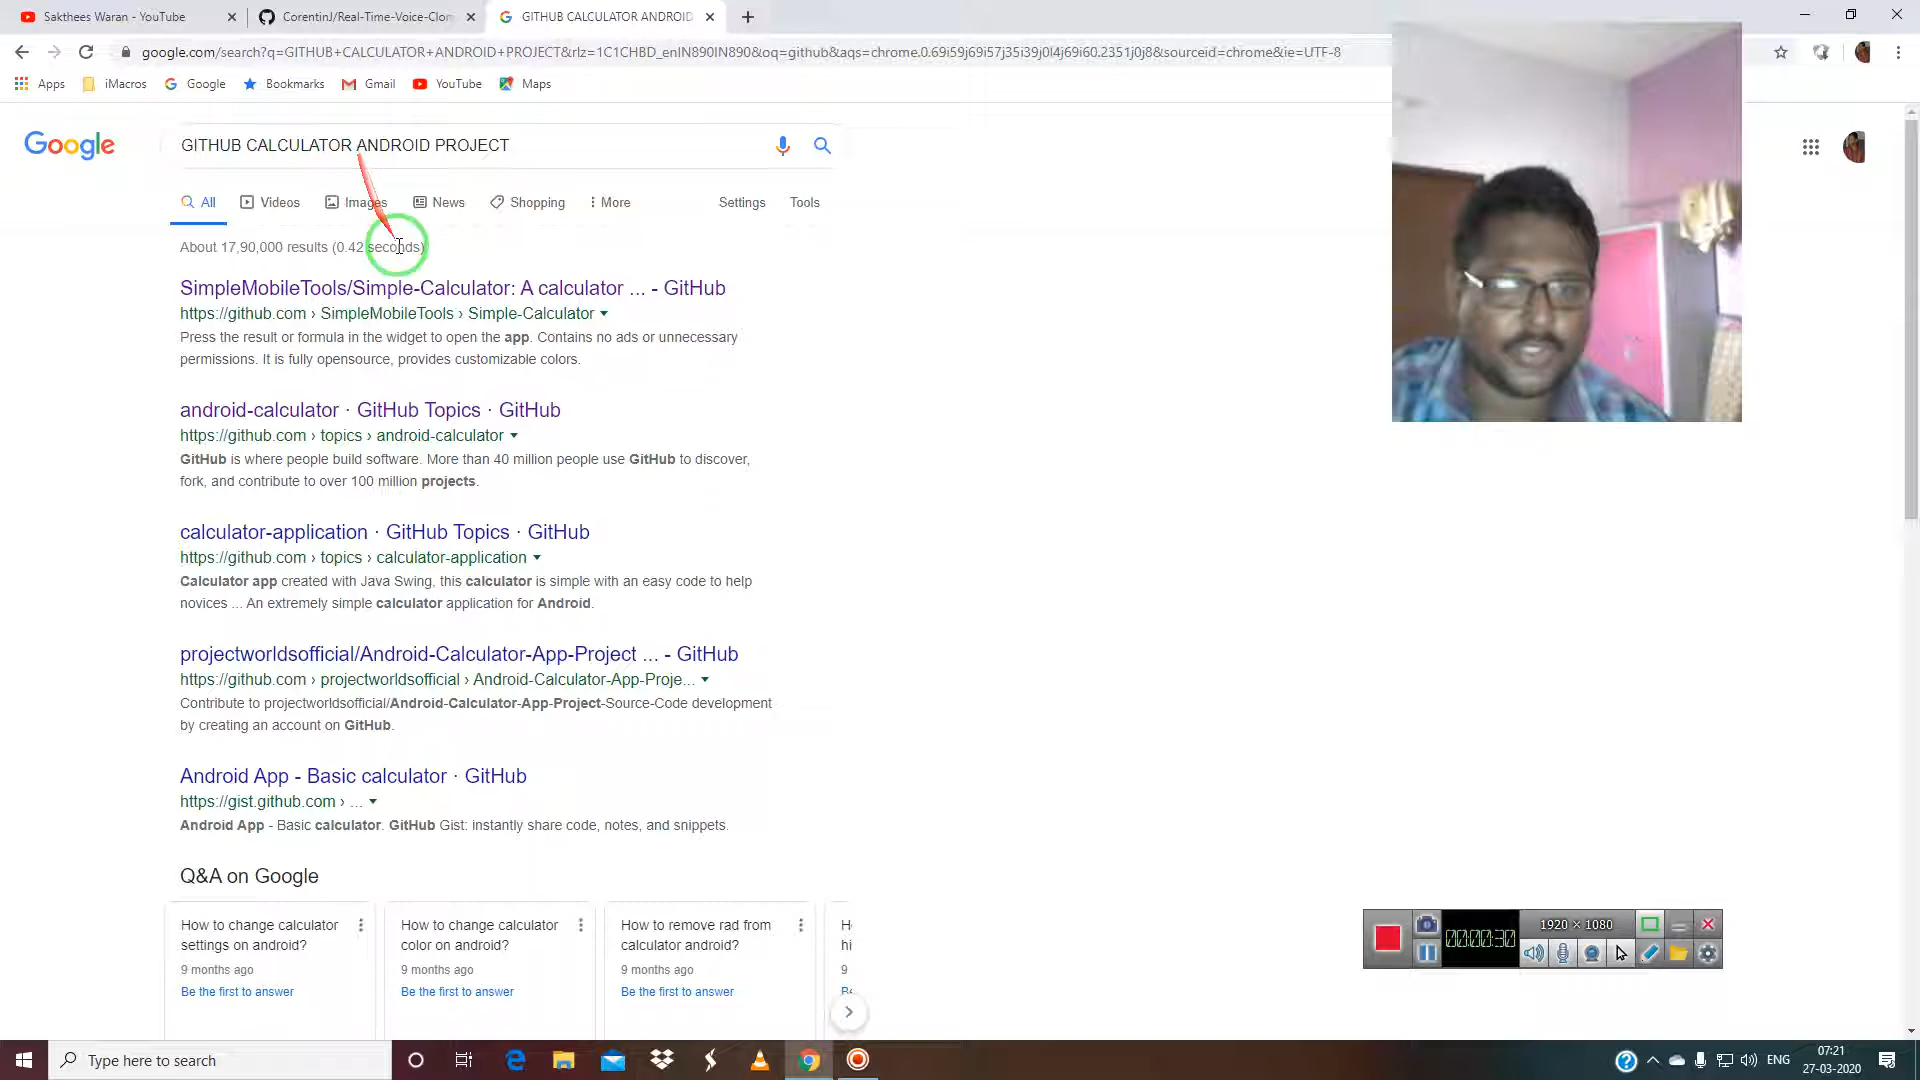 Sakthees Waran - YouTube
CorentinJ/Real-Time-Voice-Clon
GITHUB CALCULATOR ANDROID
google.com/search?q=GITHUB+CALCULATOR+ANDROID+PROJECT&rlz=1C1CHBD_enIN890IN890&oq=github&aqs=chrome.0.69i59j69i57j35i39j0l4j69i60.2351j0j8&sourceid=chrome&ie=UTF-8
Apps iMacros Google Bookmarks Gmail YouTube Maps
Google
GITHUB CALCULATOR ANDROID PROJECT
All Videos Images News Shopping More Settings Tools
About 17,90,000 results (0.42 seconds)
SimpleMobileTools/Simple-Calculator: A calculator ... - GitHub
https://github.com › SimpleMobileTools › Simple-Calculator
Press the result or formula in the widget to open the app. Contains no ads or unnecessary
permissions. It is fully opensource, provides customizable colors.
android-calculator · GitHub Topics · GitHub
https://github.com › topics › android-calculator
GitHub is where people build software. More than 40 million people use GitHub to discover,
fork, and contribute to over 100 million projects.
calculator-application · GitHub Topics · GitHub
https://github.com › topics › calculator-application
Calculator app created with Java Swing, this calculator is simple with an easy code to help
novices ... An extremely simple calculator application for Android.
projectworldsofficial/Android-Calculator-App-Project ... - GitHub
https://github.com › projectworldsofficial › Android-Calculator-App-Proje...
Contribute to projectworldsofficial/Android-Calculator-App-Project-Source-Code development
by creating an account on GitHub.
Android App - Basic calculator · GitHub
https://gist.github.com › ...
Android App - Basic calculator. GitHub Gist: instantly share code, notes, and snippets.
Q&A on Google
How to change calculator
settings on android?
9 months ago
Be the first to answer
How to change calculator
color on android?
9 months ago
Be the first to answer
How to remove rad from
calculator android?
9 months ago
Be the first to answer
9
00:00:30
1920 × 1080
Type here to search
ENG
07:21
27-03-2020